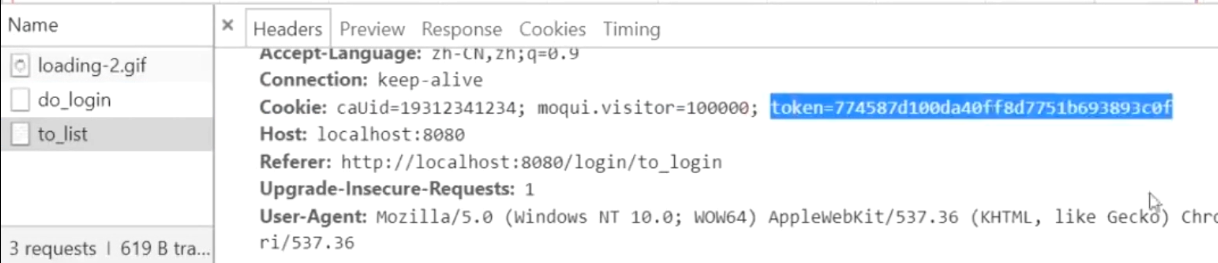 Name
× Headers Preview Response Cookies Timing
loading-2.gif
do_login
to_list
3 requests | 619 B tra...
Accept-Language: zh-CN,zh;q=0.9
Connection: keep-alive
Cookie: caUid=19312341234; moqui.visitor=100000; token=774587d100da40ff8d7751b693893c0f
Host: localhost:8080
Referer: http://localhost:8080/login/to_login
Upgrade-Insecure-Requests: 1
User-Agent: Mozilla/5.0 (Windows NT 10.0; WOW64) AppleWebKit/537.36 (KHTML, like Gecko) Chro
ri/537.36